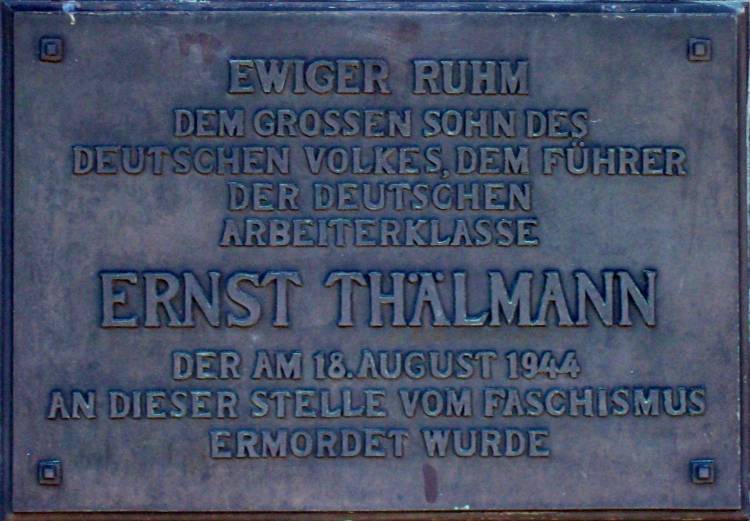 EWIGER RUHM
DEM GROSSEN SOHN DES
DEUTSCHEN VOLKES, DEM FÜHRER
DER DEUTSCHEN
ARBEITERKLASSE
ERNST THÄLMANN
DER AM 18. AUGUST 1944
AN DIESER STELLE VOM FASCHISMUS
ERMORDET WURDE